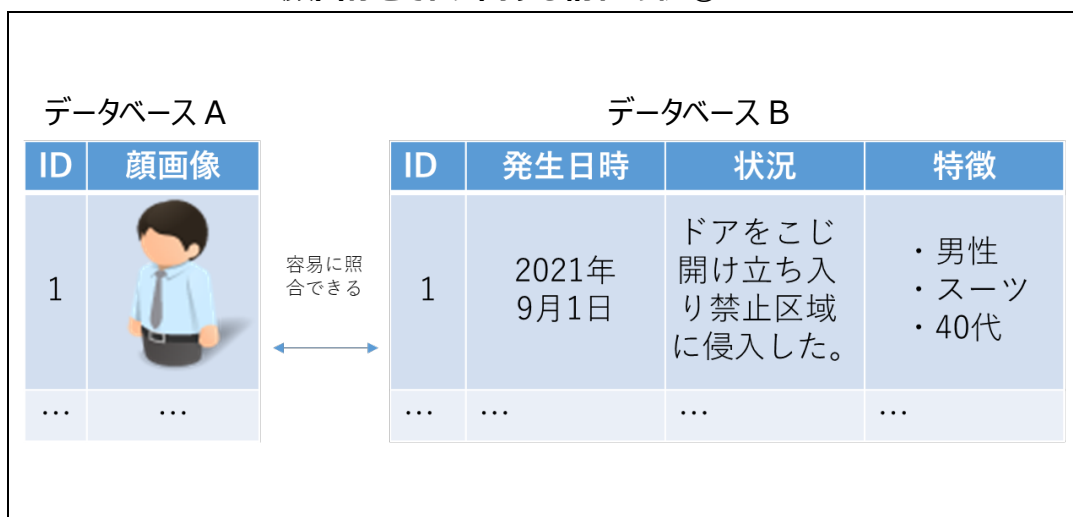 データベース A
データベース B
ID
顔画像
ID
発生日時
状況
特徴
1
容易に照
合できる
1
2021年
9月1日
ドアをこじ
開け立ち入
り禁止区域
に侵入した。
・男性
・スーツ
・40代
…
…
…
…
…
…